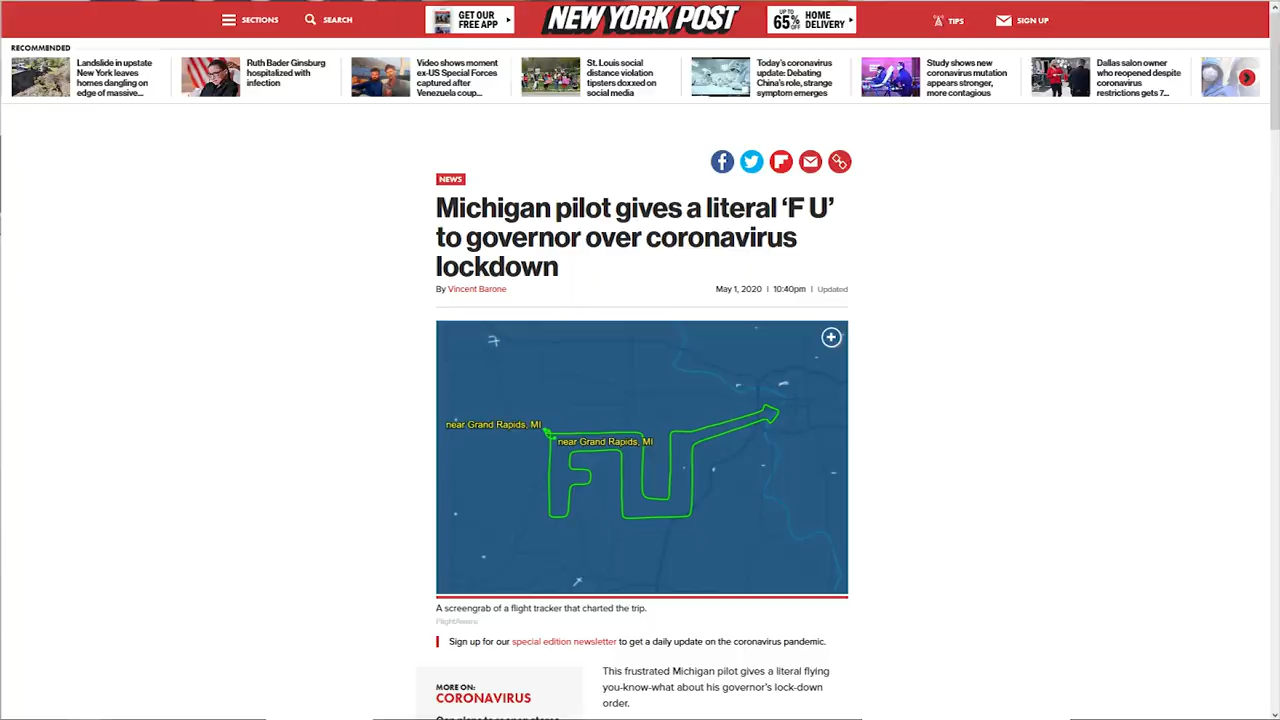 SECTIONS
SEARCH
GET OUR
FREE APP
NEW YORK POST
UP TO
65% OFF
HOME
DELIVERY
TIPS
SIGN UP
RECOMMENDED
Landslide in upstate
New York leaves
homes dangling on
edge of massive...
Ruth Bader Ginsburg
hospitalized with
infection
Video shows moment
ex-US Special Forces
captured after
Venezuela coup...
St. Louis social
distance violation
tipsters doxxed on
social media
Today's coronavirus
update: Debating
China's role, strange
symptom emerges
Study shows new
coronavirus mutation
appears stronger,
more contagious
Dallas salon owner
who reopened despite
coronavirus
restrictions gets 7...
NEWS
Michigan pilot gives a literal ‘F U’
to governor over coronavirus
lockdown
By Vincent Barone
May 1, 2020 | 10:40pm | Updated
near Grand Rapids, MI
near Grand Rapids, MI
FU
A screengrab of a flight tracker that charted the trip.
FlightAware
Sign up for our special edition newsletter to get a daily update on the coronavirus pandemic.
MORE ON:
CORONAVIRUS
This frustrated Michigan pilot gives a literal flying
you-know-what about his governor's lock-down
order.